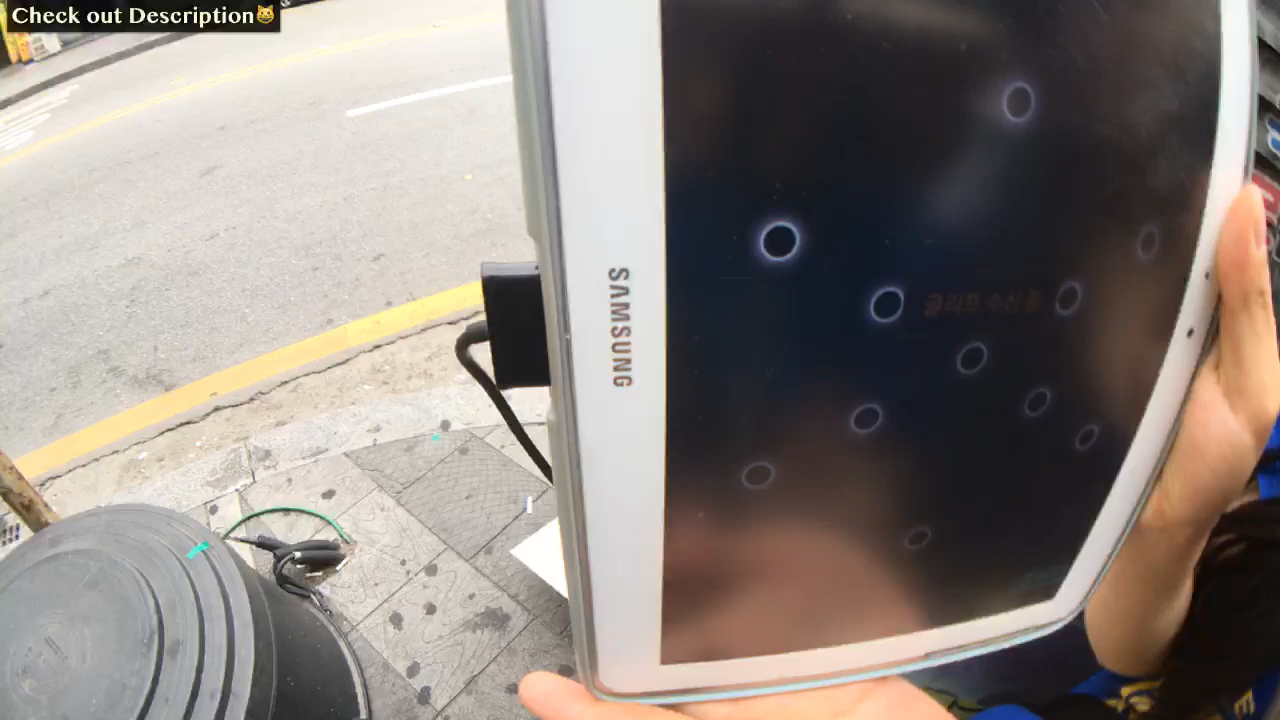 Check out Description😸
SAMSUNG
글리프 수신 중